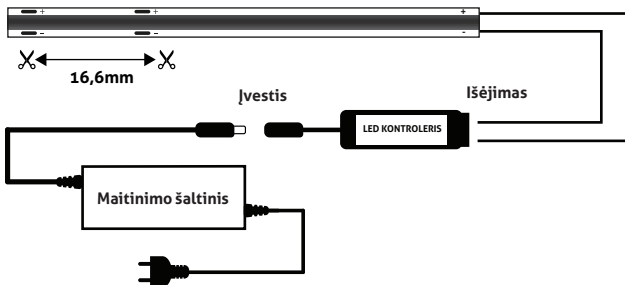 + + +
- - -
16,6mm
Įvestis
Išėjimas
LED KONTROLERIS
Maitinimo šaltinis